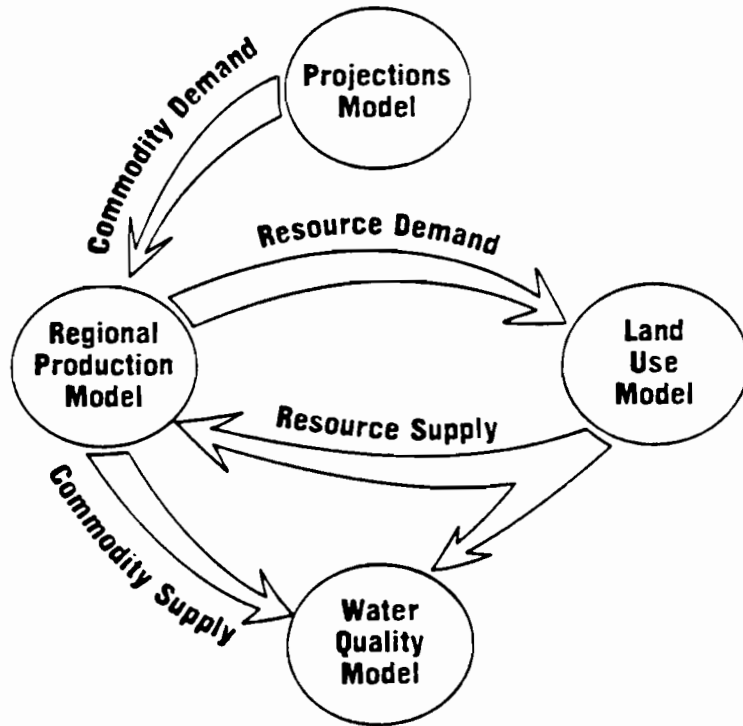 Commodity Demand
Projections
Model
Resource Demand
Regional
Production
Model
Land
Use
Model
Resource Supply
Commodity Supply
Water
Quality
Model